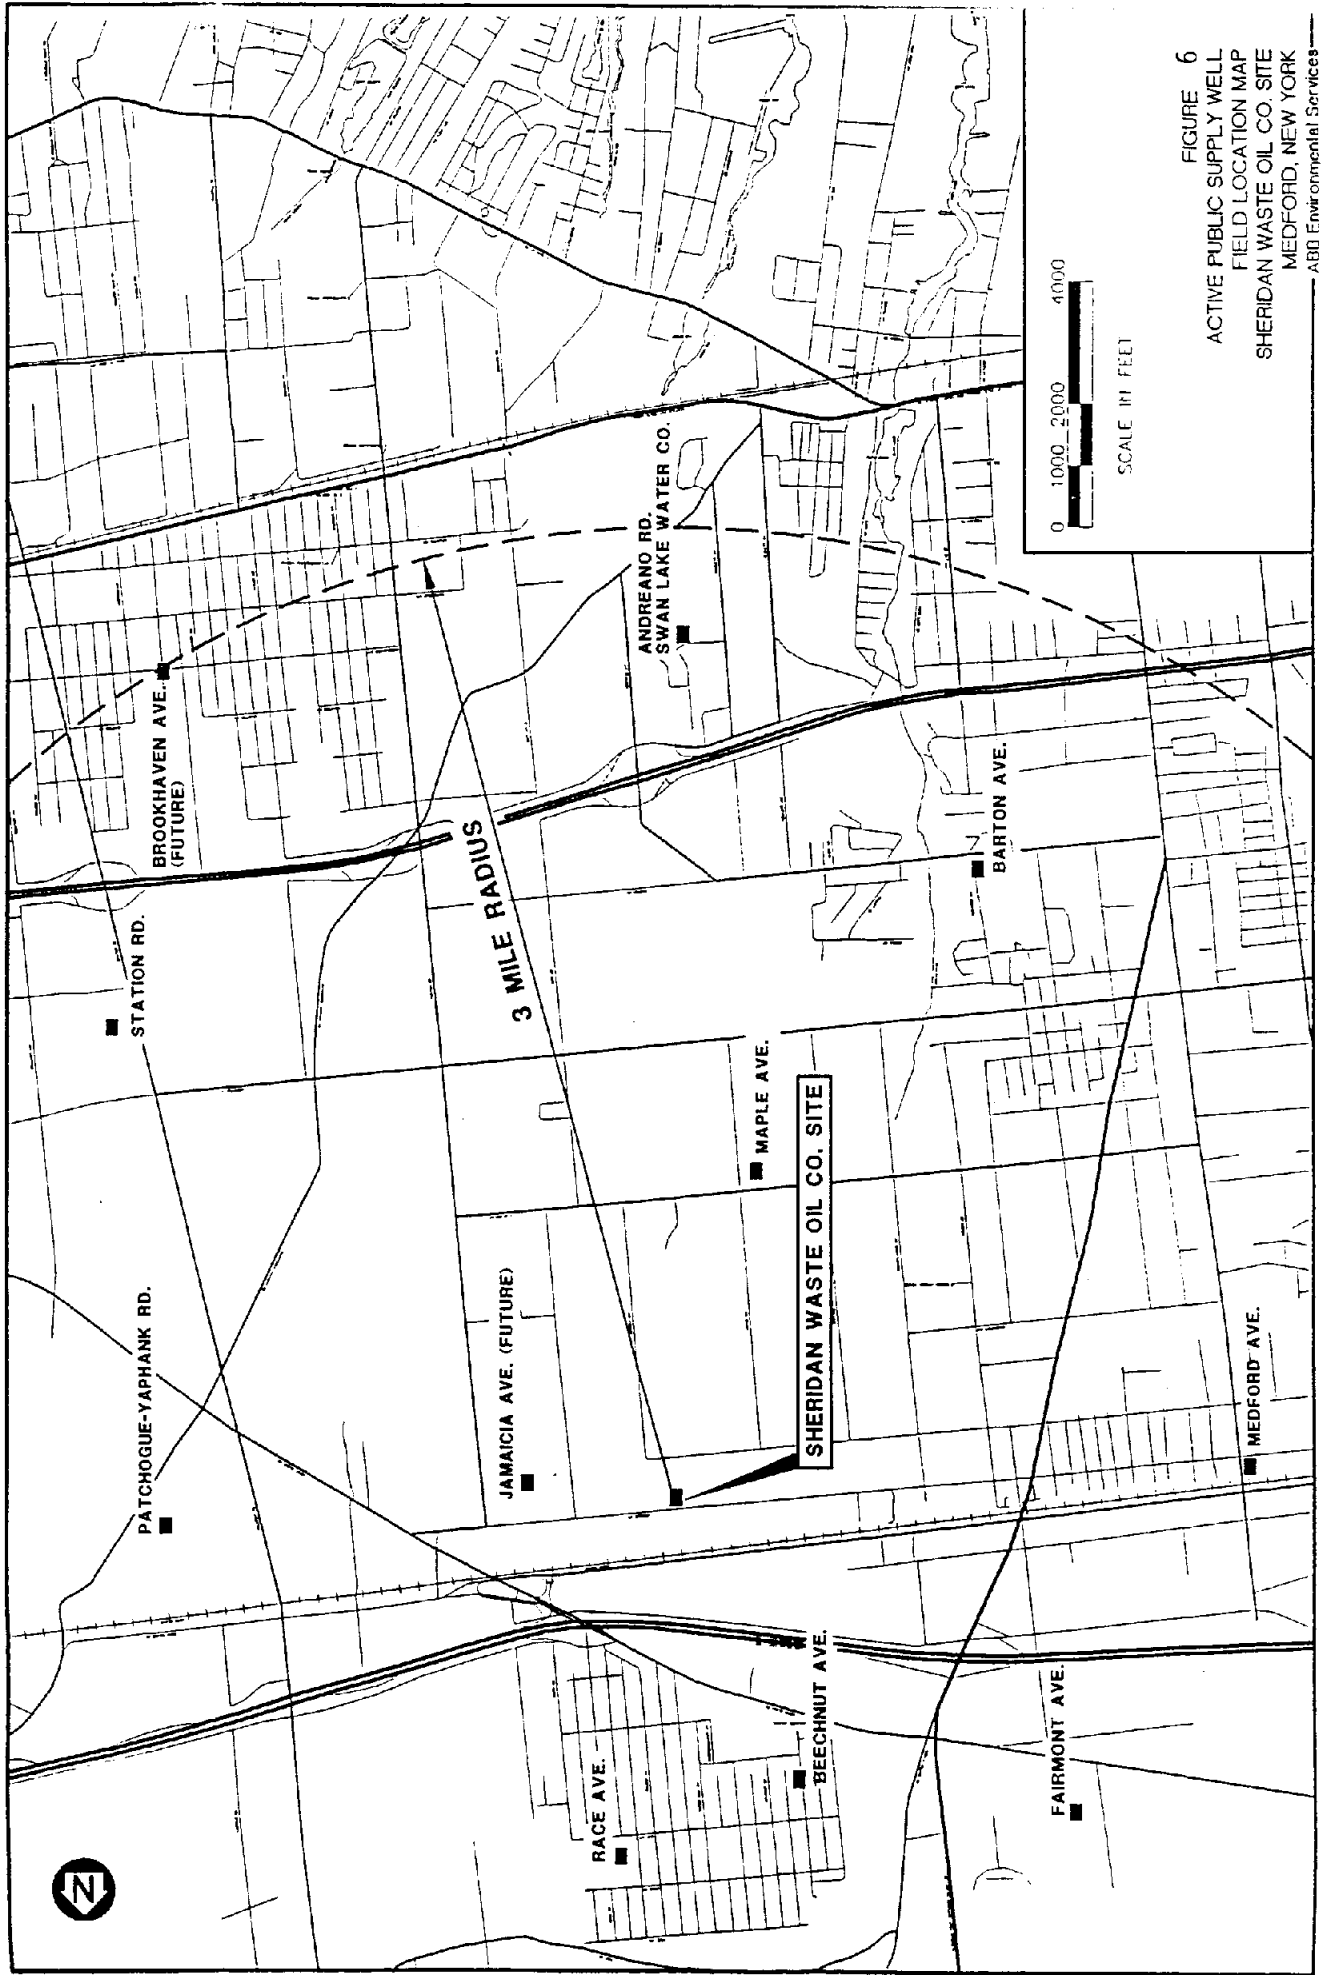 N
PATCHOGUE-YAPHANK RD.
STATION RD.
BROOKHAVEN AVE.
(FUTURE)
RACE AVE.
JAMAICIA AVE. (FUTURE)
3 MILE RADIUS
ANDREANO RD.
SWAN LAKE WATER CO.
BEECHNUT AVE.
MAPLE AVE.
SHERIDAN WASTE OIL CO. SITE
BARTON AVE.
FAIRMONT AVE.
MEDFORD AVE.
0 1000 2000 4000
SCALE IN FEET
FIGURE 6
ACTIVE PUBLIC SUPPLY WELL
FIELD LOCATION MAP
SHERIDAN WASTE OIL CO. SITE
MEDFORD, NEW YORK
ABB Environmental Services